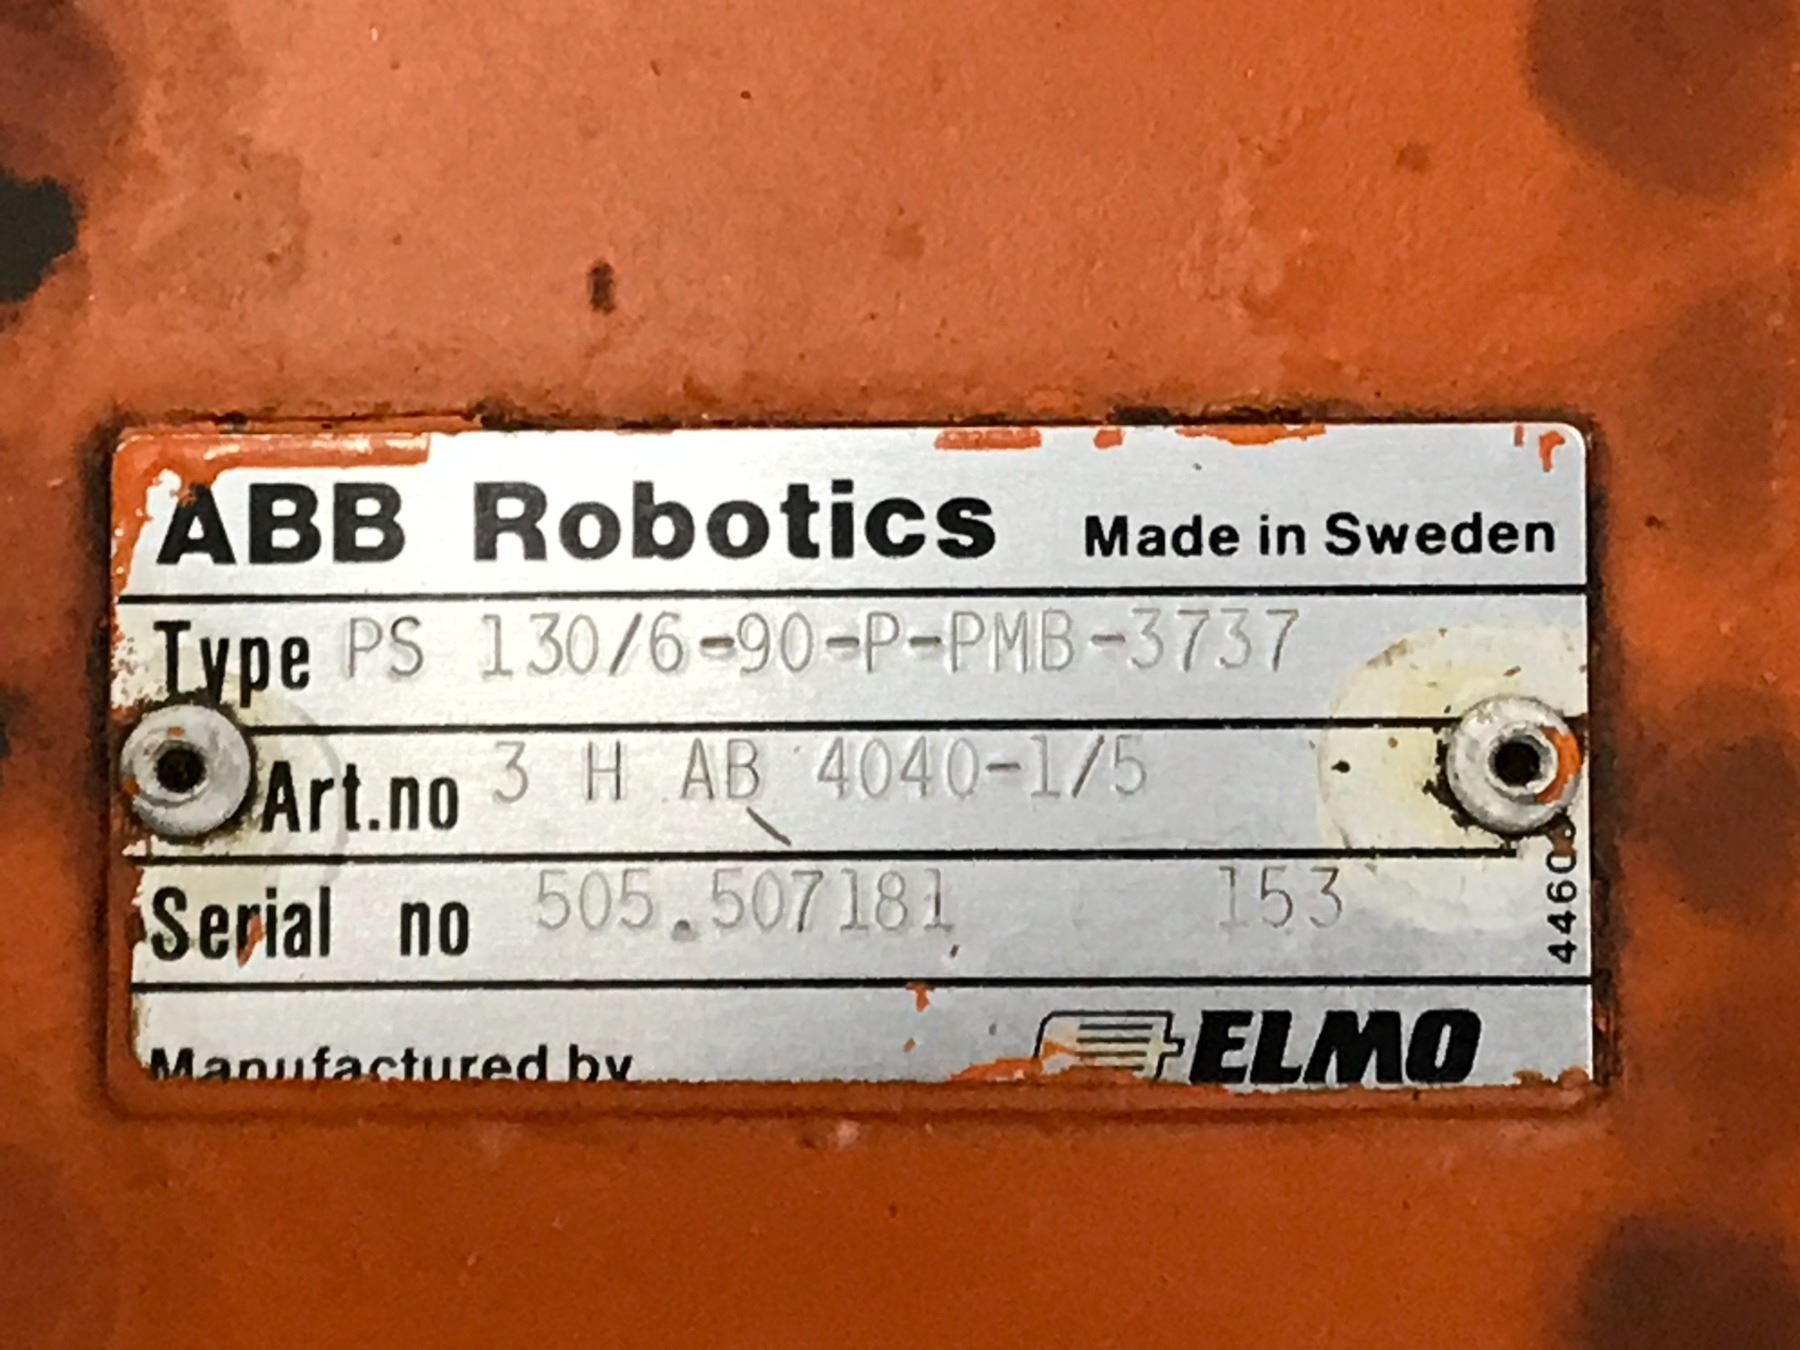 ABB Robotics Made in Sweden
Type PS 130/6-90-P-PMB-3737
Art.no 3 H AB 4040-1/5
Serial no 505.507181 153
Manufactured by ELMO